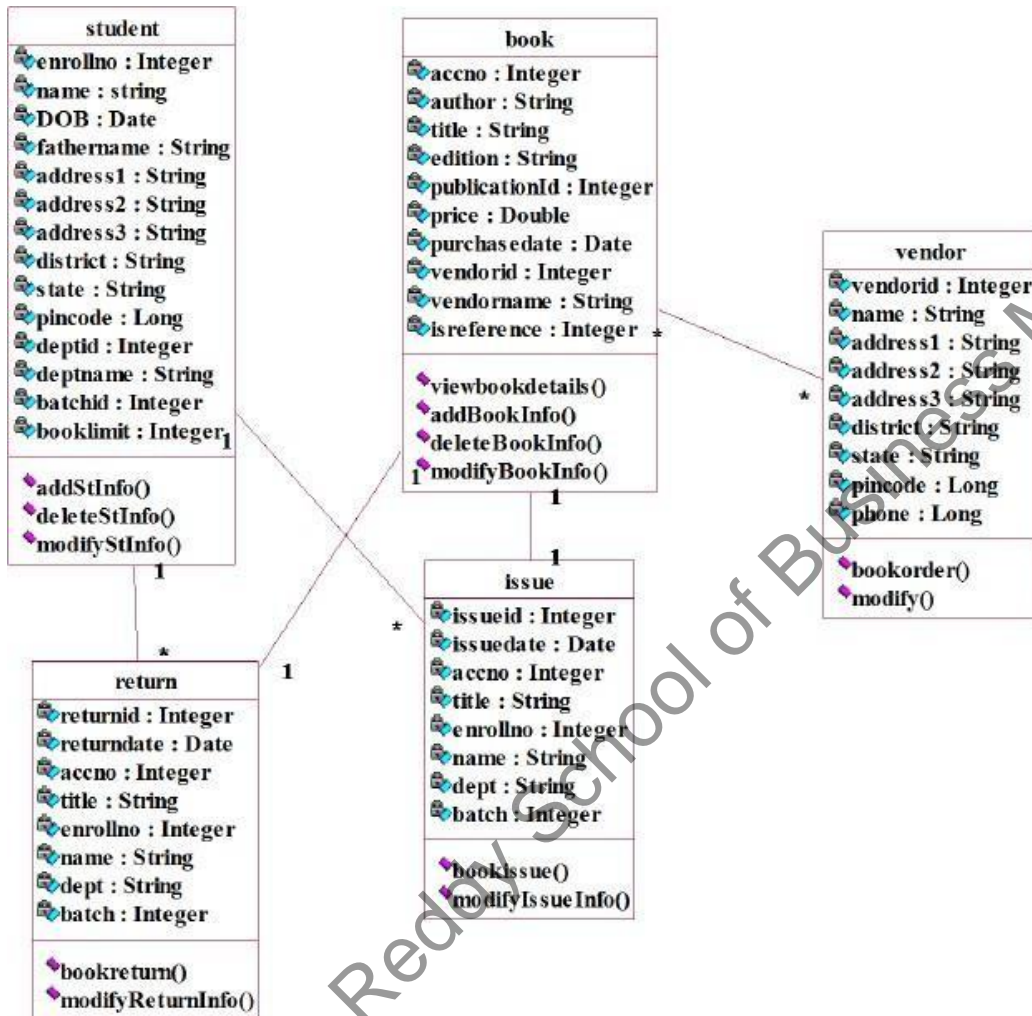 student
enrollno : Integer
name : string
DOB : Date
fathername : String
address1 : String
address2 : String
address3 : String
district : String
state : String
pincode : Long
deptid : Integer
deptname : String
batchid : Integer
booklimit : Integer
1
addStInfo()
deleteStInfo()
modifyStInfo()
1
*
book
accno : Integer
author : String
title : String
edition : String
publicationId : Integer
price : Double
purchasedate : Date
vendorid : Integer
vendorname : String
isreference : Integer
*
viewbookdetails()
addBookInfo()
deleteBookInfo()
modifyBookInfo()
1
1
1
*
vendor
vendorid : Integer
name : String
address1 : String
address2 : String
address3 : String
district : String
state : String
pincode : Long
phone : Long
*
bookorder()
modify()
return
returnid : Integer
returndate : Date
accno : Integer
title : String
enrollno : Integer
name : String
dept : String
batch : Integer
1
bookreturn()
modifyReturnInfo()
issue
issueid : Integer
issuedate : Date
accno : Integer
title : String
enrollno : Integer
name : String
dept : String
batch : Integer
bookissue()
modifyIssueInfo()
Reddy School of Business